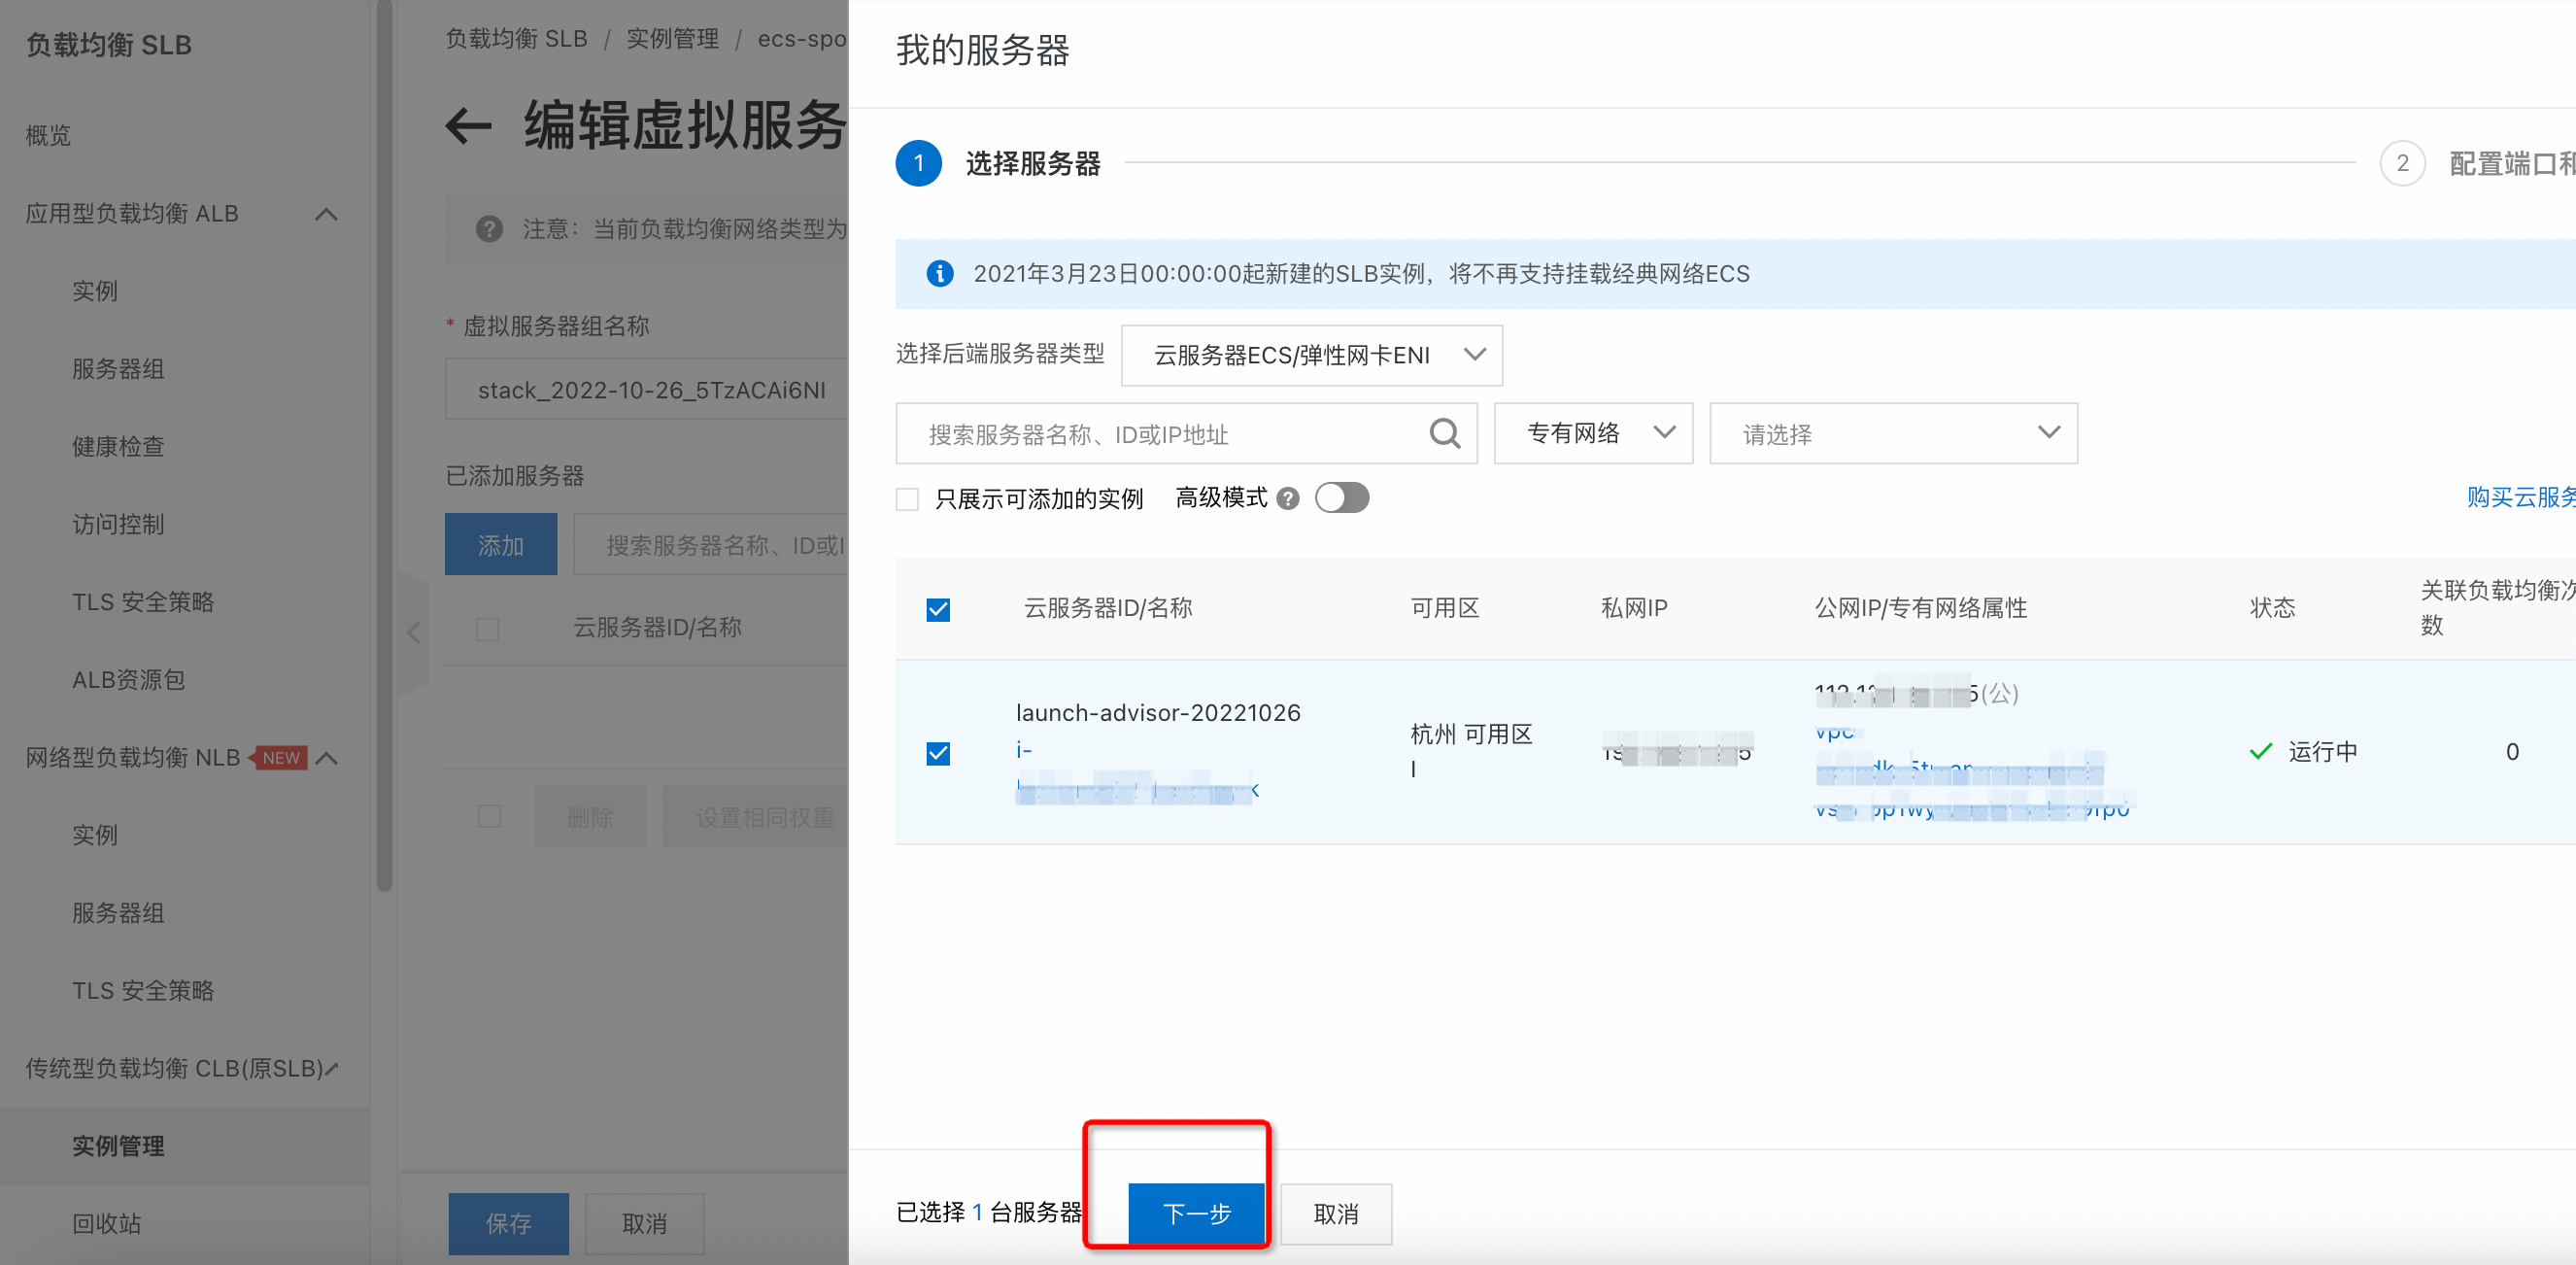 负载均衡 SLB
概览
应用型负载均衡 ALB
实例
服务器组
健康检查
访问控制
TLS 安全策略
ALB资源包
网络型负载均衡 NLB NEW
实例
服务器组
TLS 安全策略
传统型负载均衡 CLB(原SLB)
实例管理
回收站
负载均衡 SLB / 实例管理 / ecs-spo
编辑虚拟服务
注意：当前负载均衡网络类型为
* 虚拟服务器组名称
stack_2022-10-26_5TzACAi6NI
已添加服务器
添加
搜索服务器名称、ID或I
云服务器ID/名称
删除
设置相同权重
保存
取消
我的服务器
1 选择服务器
2 配置端口和
2021年3月23日00:00:00起新建的SLB实例，将不再支持挂载经典网络ECS
选择后端服务器类型 云服务器ECS/弹性网卡ENI
搜索服务器名称、ID或IP地址
专有网络
请选择
只展示可添加的实例 高级模式
购买云服务
云服务器ID/名称 可用区 私网IP 公网IP/专有网络属性 状态 关联负载均衡次
数
launch-advisor-20221026
i-
杭州 可用区
I
(公)
运行中
0
已选择 1 台服务器
下一步
取消